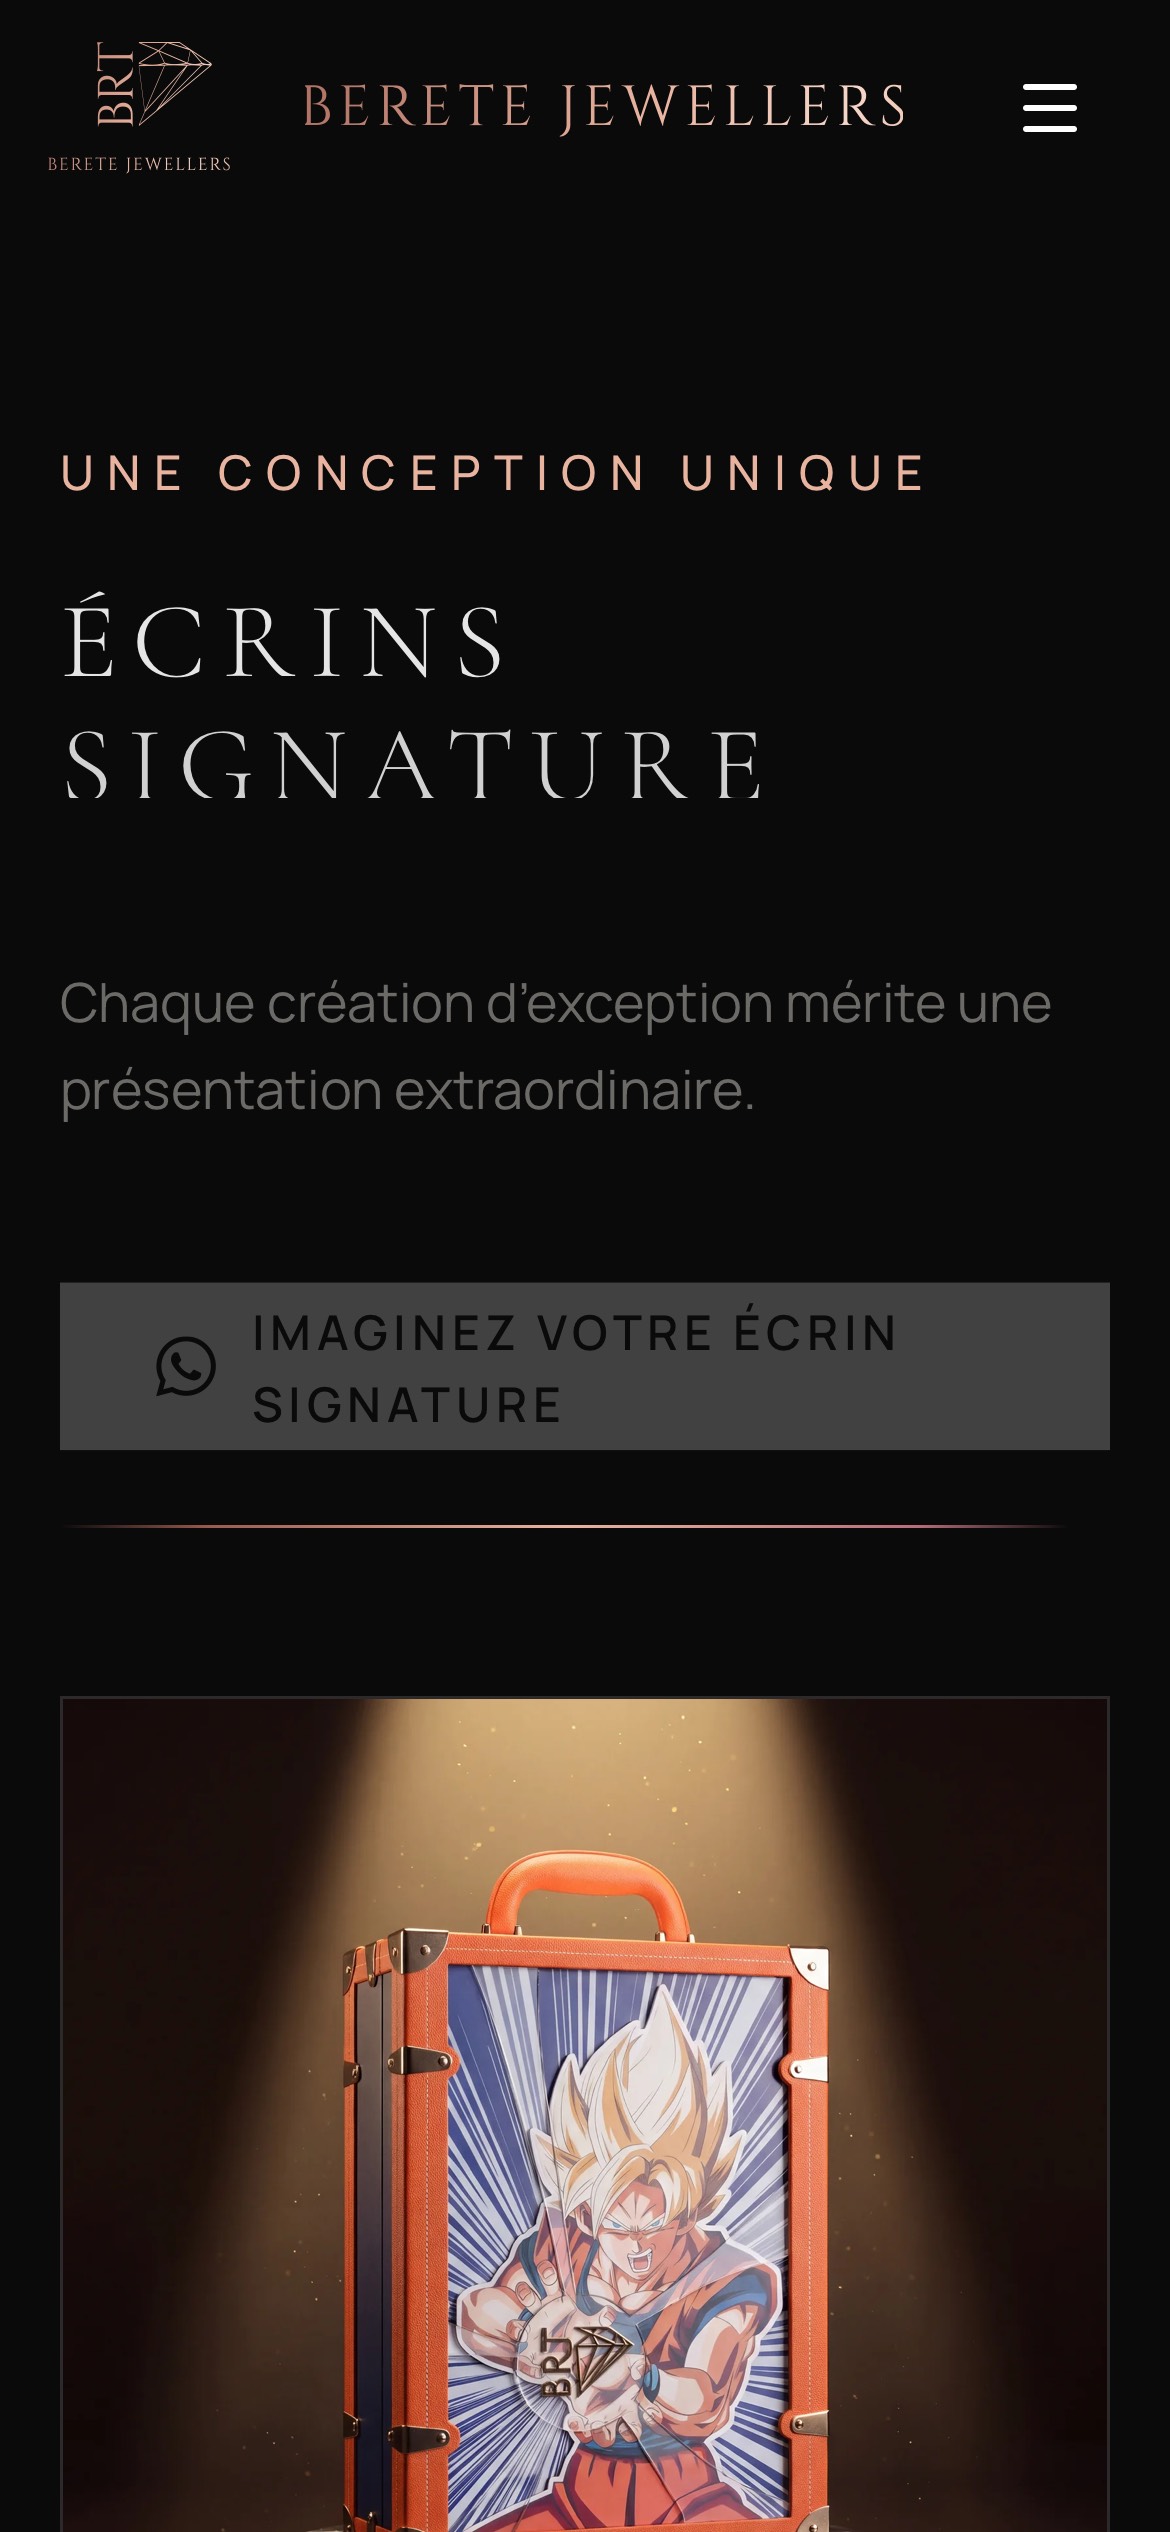 BRT
BERETE JEWELLERS
BERETE JEWELLERS
UNE CONCEPTION UNIQUE
ÉCRINS
SIGNATURE
Chaque création d’exception mérite une
présentation extraordinaire.
IMAGINEZ VOTRE ÉCRIN
SIGNATURE
BRT